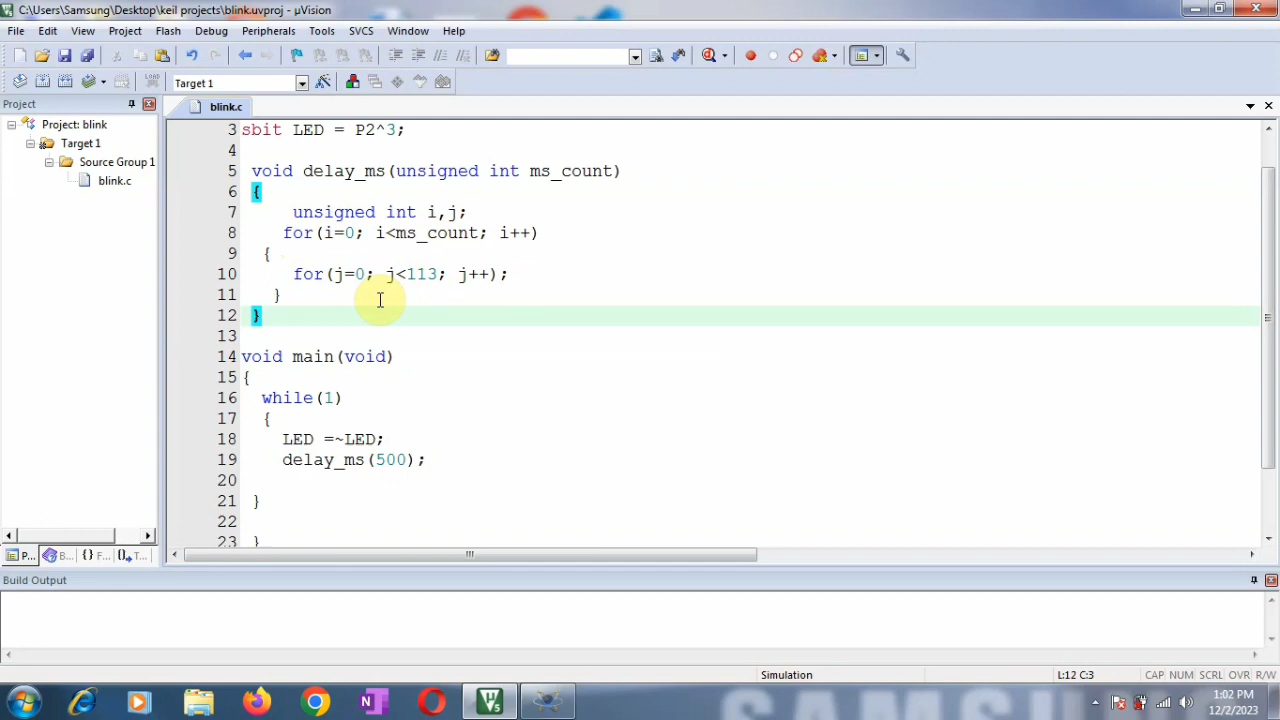 C:\Users\Samsung\Desktop\keil projects\blink.uvproj - µVision
File Edit View Project Flash Debug Peripherals Tools SVCS Window Help
LOAD Target 1
Project
blink.c
Project: blink
Target 1
Source Group 1
blink.c
3 sbit LED = P2^3;
4
5 void delay_ms(unsigned int ms_count)
6 {
7 unsigned int i,j;
8 for(i=0; i<ms_count; i++)
9 {
10 for(j=0; j<113; j++);
11 }
12 }
13
14 void main(void)
15 {
16 while(1)
17 {
18 LED =~LED;
19 delay_ms(500);
20
21 }
22
23 }
P... B... {} F... T...
Build Output
Simulation L:12 C:3 CAP NUM SCRL OVR R/W
1:02 PM
12/2/2023